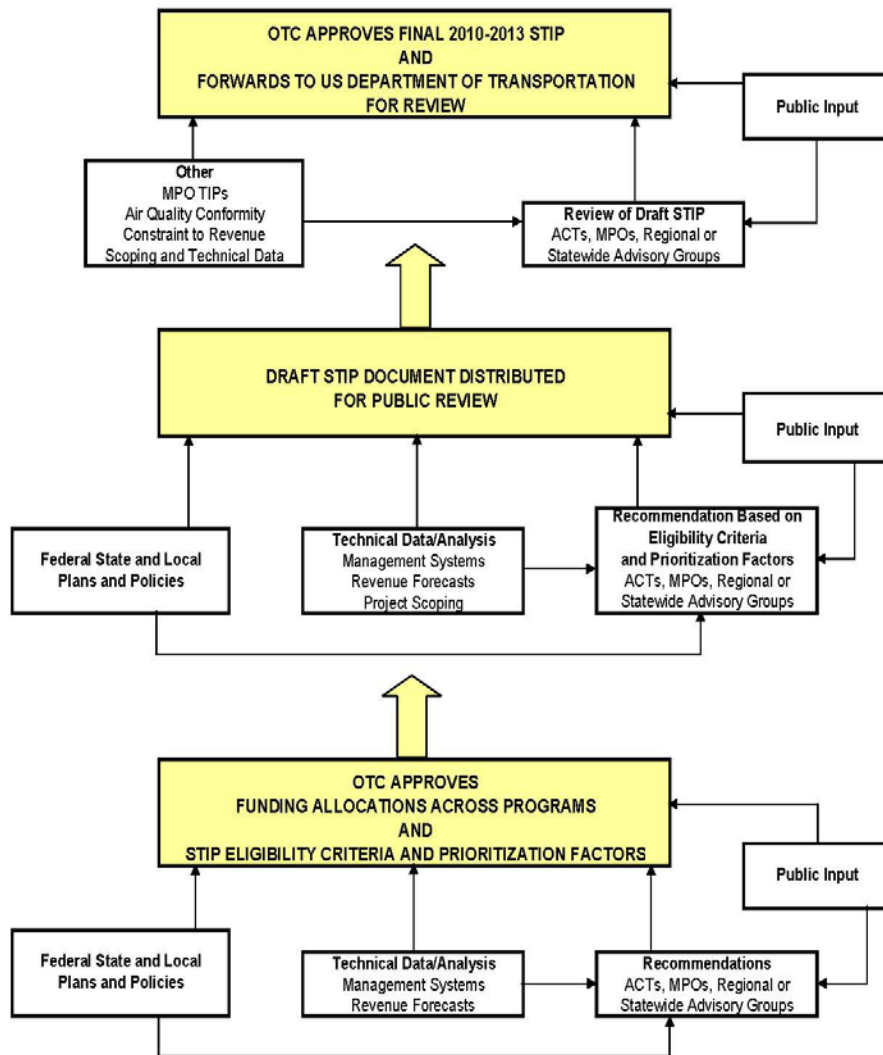 OTC APPROVES FINAL 2010-2013 STIP
AND
FORWARDS TO US DEPARTMENT OF TRANSPORTATION
FOR REVIEW
Public Input
Other
MPO TIPs
Air Quality Conformity
Constraint to Revenue
Scoping and Technical Data
Review of Draft STIP
ACTs, MPOs, Regional or
Statewide Advisory Groups
DRAFT STIP DOCUMENT DISTRIBUTED
FOR PUBLIC REVIEW
Public Input
Federal State and Local
Plans and Policies
Technical Data/Analysis
Management Systems
Revenue Forecasts
Project Scoping
Recommendation Based on
Eligibility Criteria
and Prioritization Factors
ACTs, MPOs, Regional or
Statewide Advisory Groups
OTC APPROVES
FUNDING ALLOCATIONS ACROSS PROGRAMS
AND
STIP ELIGIBILITY CRITERIA AND PRIORITIZATION FACTORS
Public Input
Federal State and Local
Plans and Policies
Technical Data/Analysis
Management Systems
Revenue Forecasts
Recommendations
ACTs, MPOs, Regional or
Statewide Advisory Groups